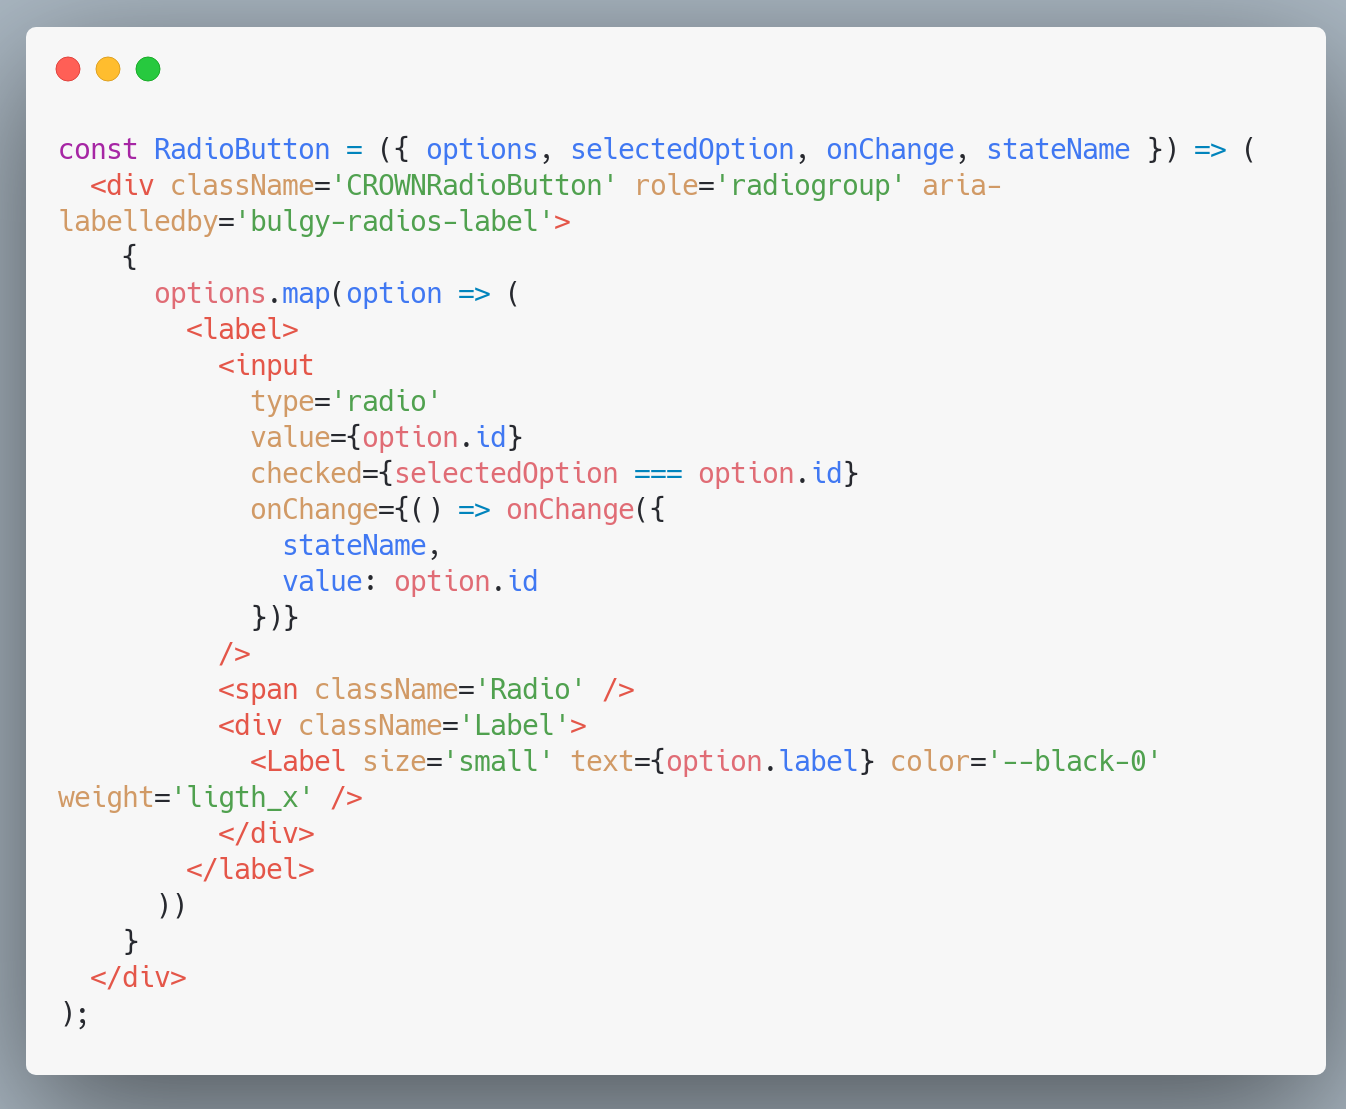 const RadioButton = ({ options, selectedOption, onChange, stateName }) => (
  <div className='CROWNRadioButton' role='radiogroup' aria-
labelledby='bulgy-radios-label'>
    {
      options.map(option => (
        <label>
          <input
            type='radio'
            value={option.id}
            checked={selectedOption === option.id}
            onChange={() => onChange({
              stateName,
              value: option.id
            })}
          />
          <span className='Radio' />
          <div className='Label'>
            <Label size='small' text={option.label} color='--black-0'
weight='ligth_x' />
          </div>
        </label>
      ))
    }
  </div>
);